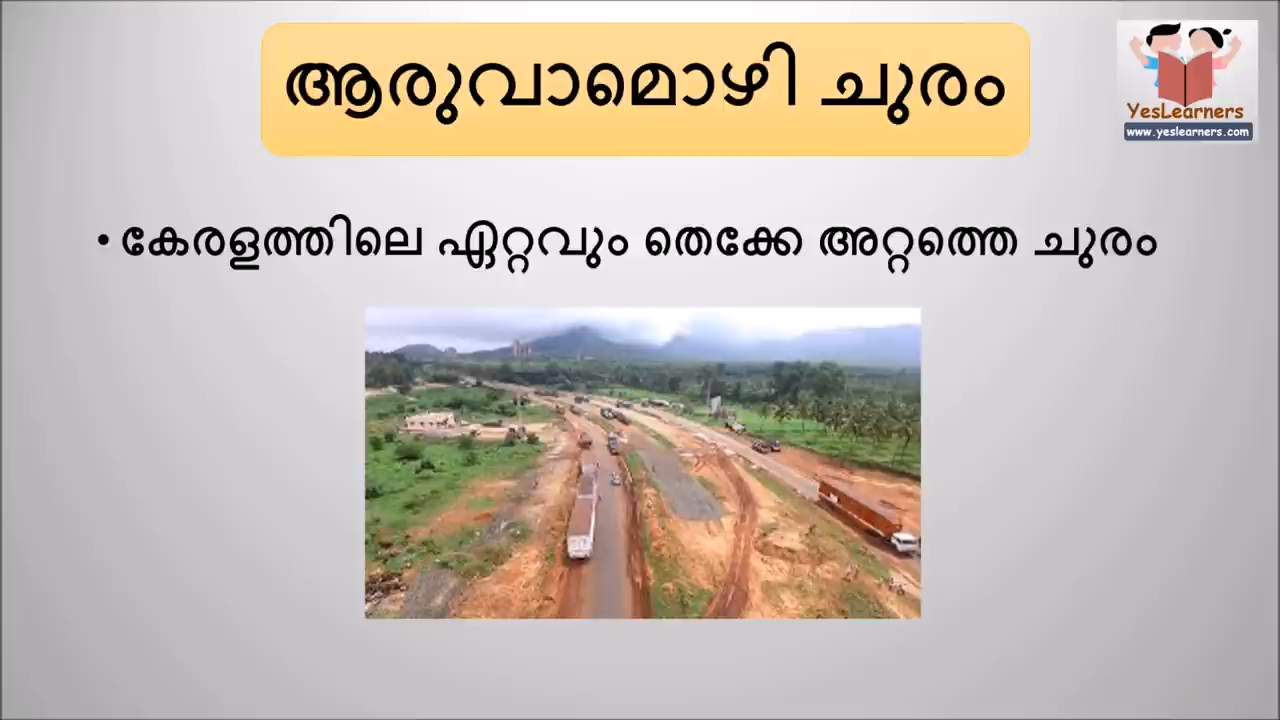 ആരുവാമൊഴി ചുരം
YesLearners
www.yeslearners.com
• കേരളത്തിലെ ഏറ്റവും തെക്കേ അറ്റത്തെ ചുരം